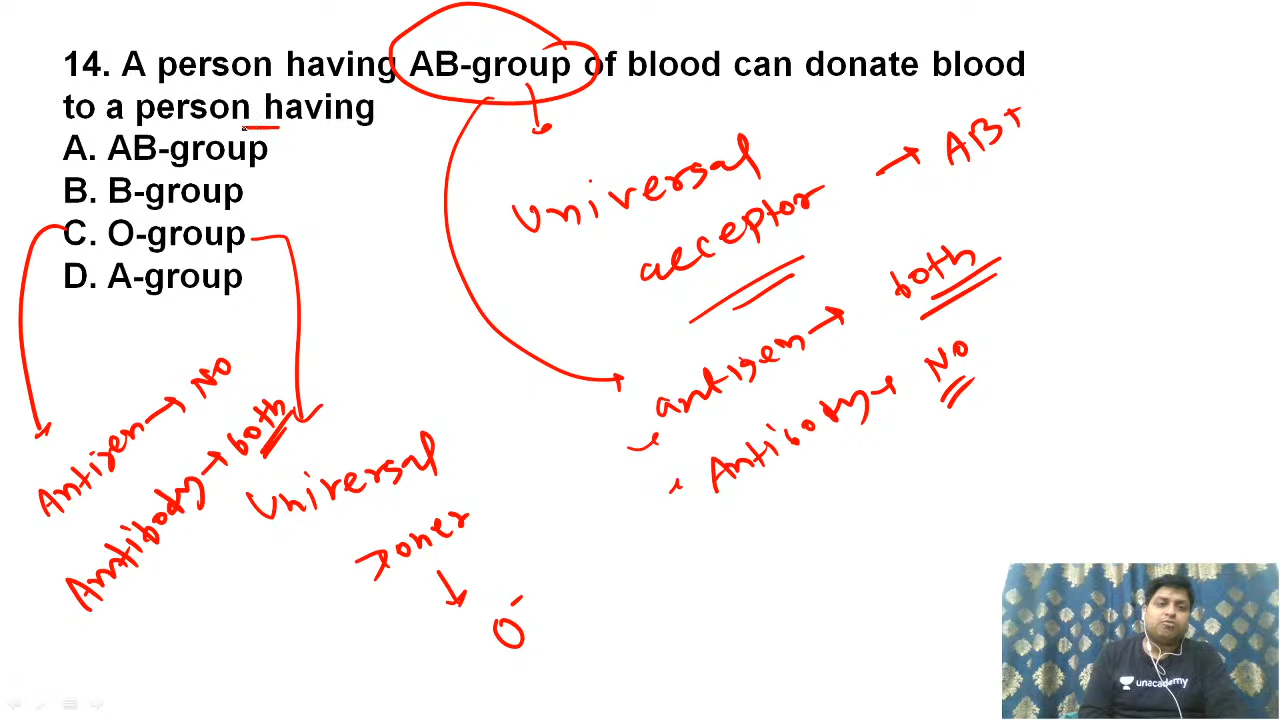 14. A person having AB-group of blood can donate blood
to a person having
A. AB-group
B. B-group
C. O-group
D. A-group
Universal
acceptor → AB+
antigen → both
Antibody → No
Antigen → No
Antibody → both
Universal
Doner
O-
unacademy